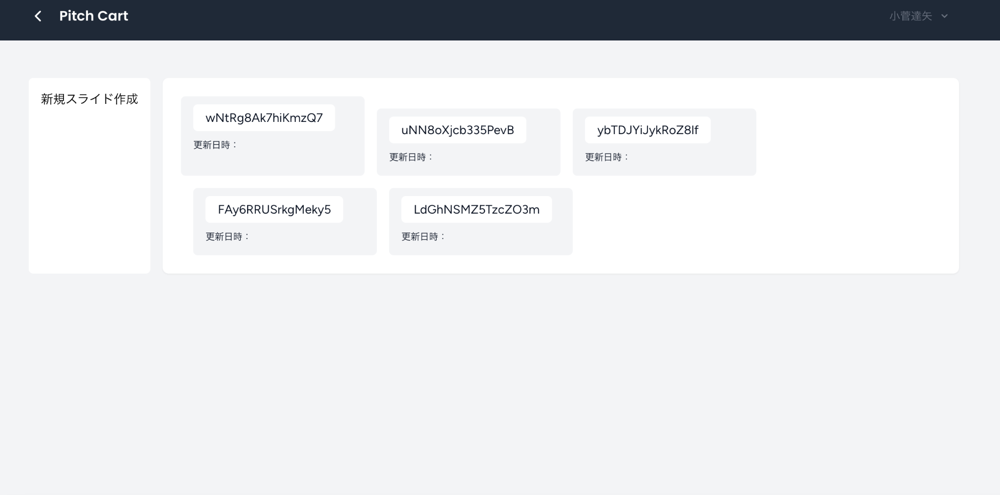 Pitch Cart
小菅達矢
新規スライド作成
wNtRg8Ak7hiKmzQ7
更新日時：
uNN8oXjcb335PevB
更新日時：
ybTDJYiJykRoZ8lf
更新日時：
FAy6RRUSrkgMeky5
更新日時：
LdGhNSMZ5TzcZO3m
更新日時：